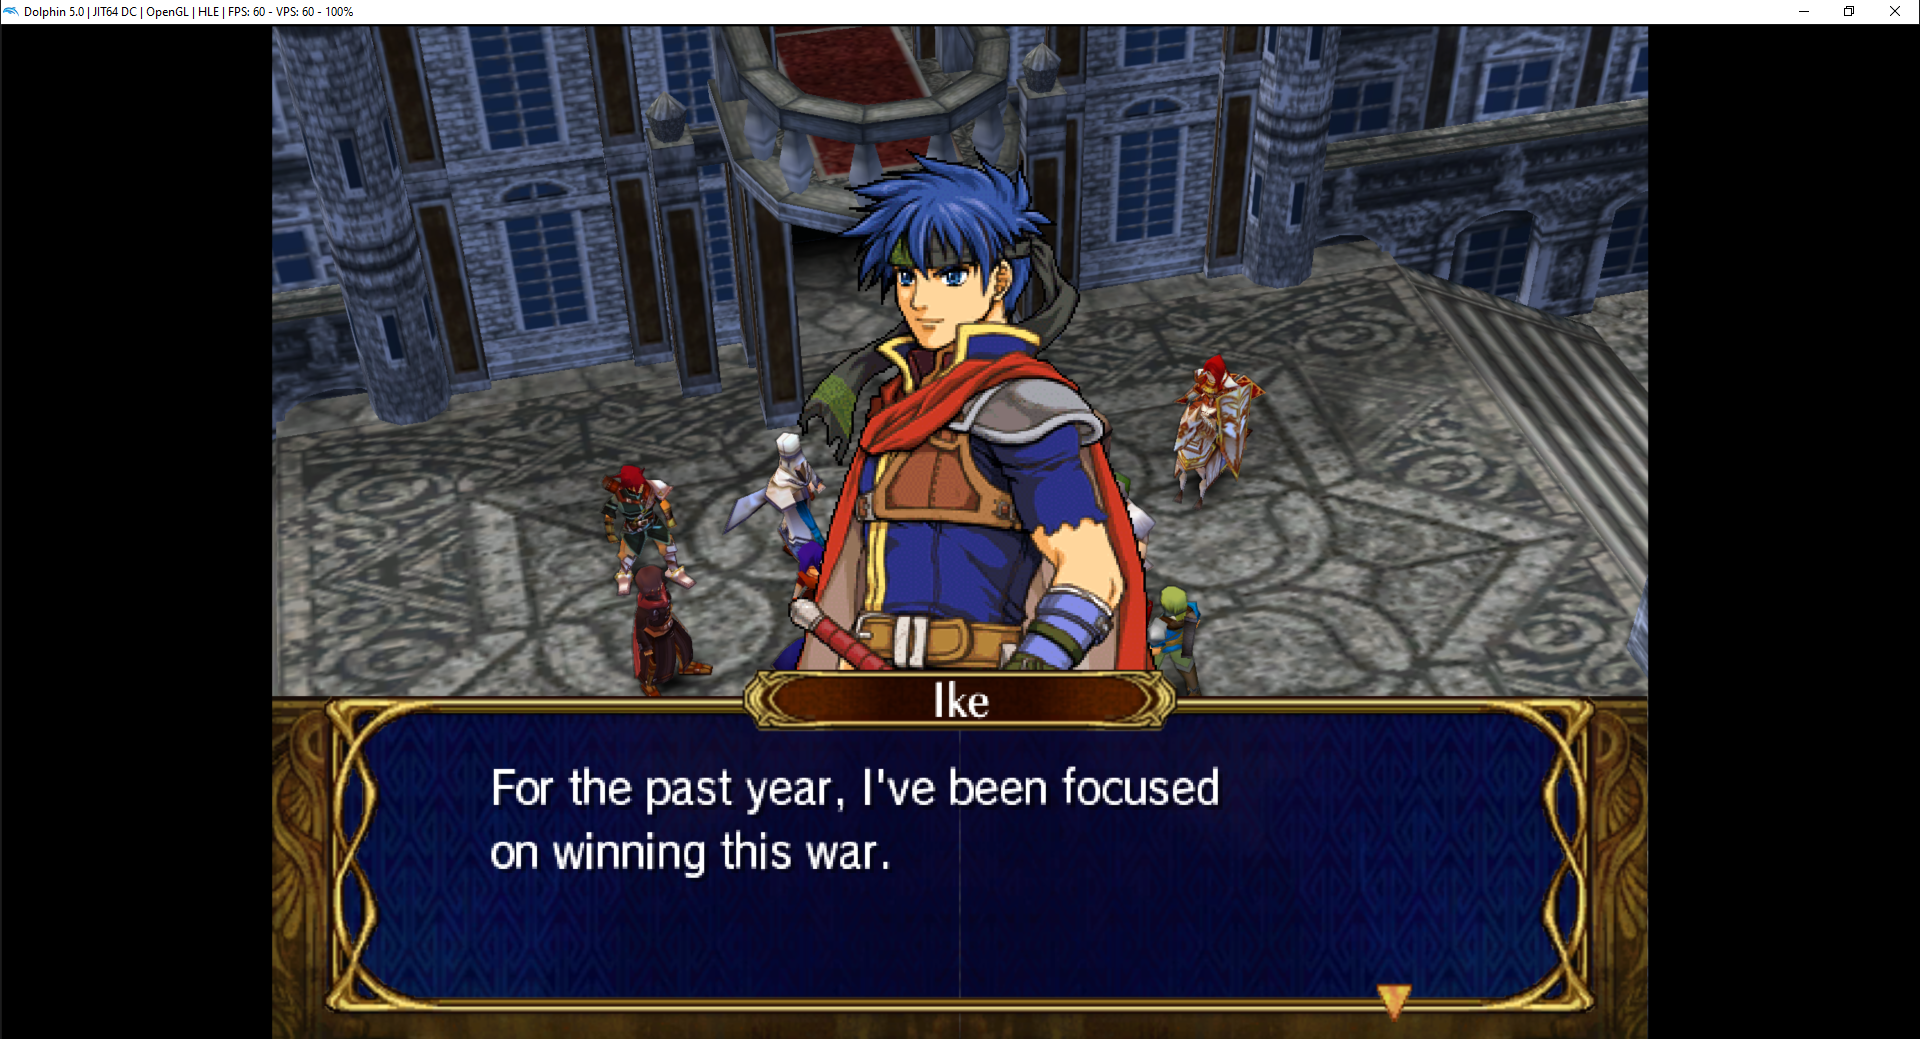 Dolphin 5.0 | JIT64 DC | OpenGL | HLE | FPS: 60 - VPS: 60 - 100%
Ike
For the past year, I've been focused
on winning this war.